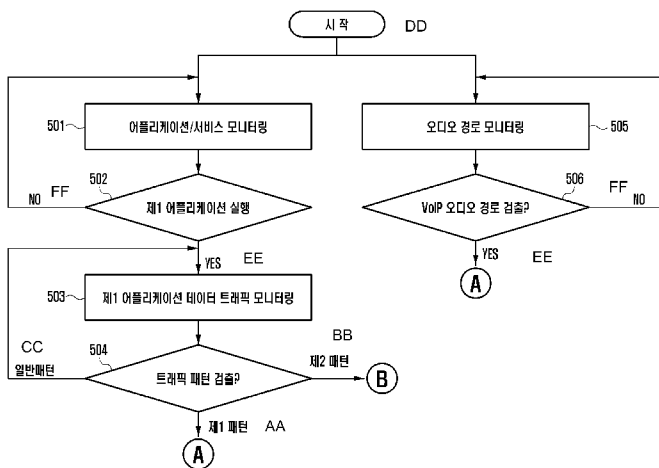 시 작
DD
501
어플리케이션/서비스 모니터링
오디오 경로 모니터링
505
502
FF
NO
제1 어플리케이션 실행
506
VoIP 오디오 경로 검출?
FF
NO
YES
EE
YES
EE
A
503
제1 어플리케이션 데이터 트래픽 모니터링
CC
일반패턴
504
트래픽 패턴 검출?
BB
제2 패턴
B
제1 패턴
AA
A